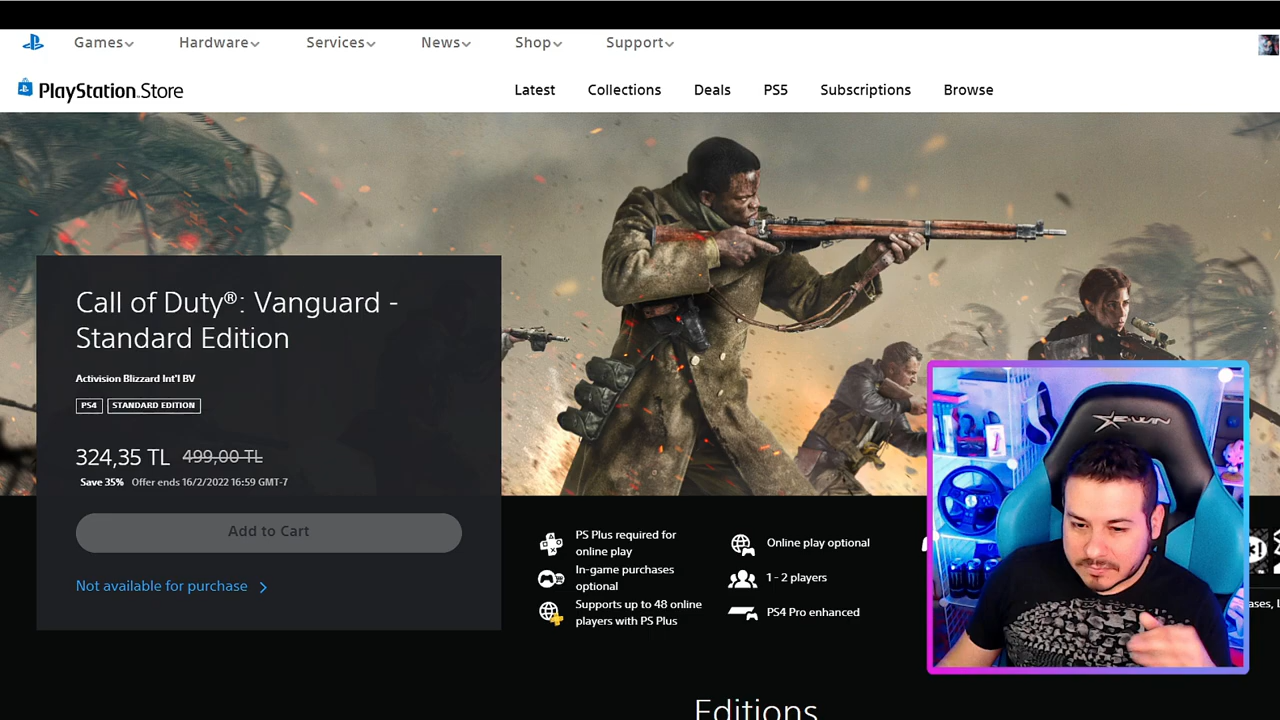 Games
Hardware
Services
News
Shop
Support
PlayStation.Store
Latest
Collections
Deals
PS5
Subscriptions
Browse
Call of Duty®: Vanguard -
Standard Edition
Activision Blizzard Int'l BV
PS4
STANDARD EDITION
324,35 TL 499,00 TL
Save 35% Offer ends 16/2/2022 16:59 GMT-7
Add to Cart
Not available for purchase
PS Plus required for
online play
In-game purchases
optional
Supports up to 48 online
players with PS Plus
Online play optional
1 - 2 players
PS4 Pro enhanced
ases, L
Editions